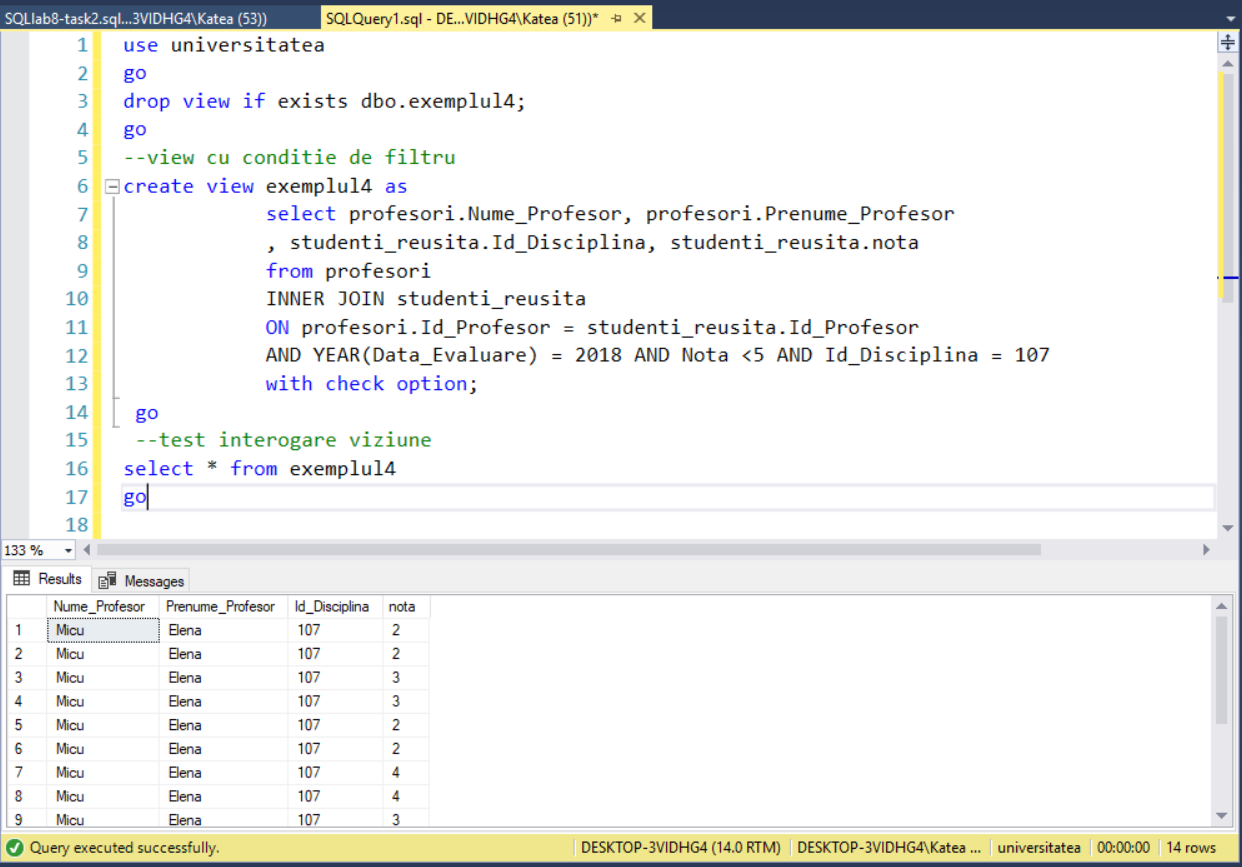 SQLlab8-task2.sql...3VIDHG4\Katea (53))
SQLQuery1.sql - DE...VIDHG4\Katea (51))*
1 use universitatea
2 go
3 drop view if exists dbo.exemplul4;
4 go
5 --view cu conditie de filtru
6 create view exemplul4 as
7 select profesori.Nume_Profesor, profesori.Prenume_Profesor
8 , studenti_reusita.Id_Disciplina, studenti_reusita.nota
9 from profesori
10 INNER JOIN studenti_reusita
11 ON profesori.Id_Profesor = studenti_reusita.Id_Profesor
12 AND YEAR(Data_Evaluare) = 2018 AND Nota <5 AND Id_Disciplina = 107
13 with check option;
14 go
15 --test interogare viziune
16 select * from exemplul4
17 go
18
133 %
Results Messages
Nume_Profesor Prenume_Profesor Id_Disciplina nota
1 Micu Elena 107 2
2 Micu Elena 107 2
3 Micu Elena 107 3
4 Micu Elena 107 3
5 Micu Elena 107 2
6 Micu Elena 107 2
7 Micu Elena 107 4
8 Micu Elena 107 4
9 Micu Elena 107 3
Query executed successfully. DESKTOP-3VIDHG4 (14.0 RTM) DESKTOP-3VIDHG4\Katea ... universitatea 00:00:00 14 rows